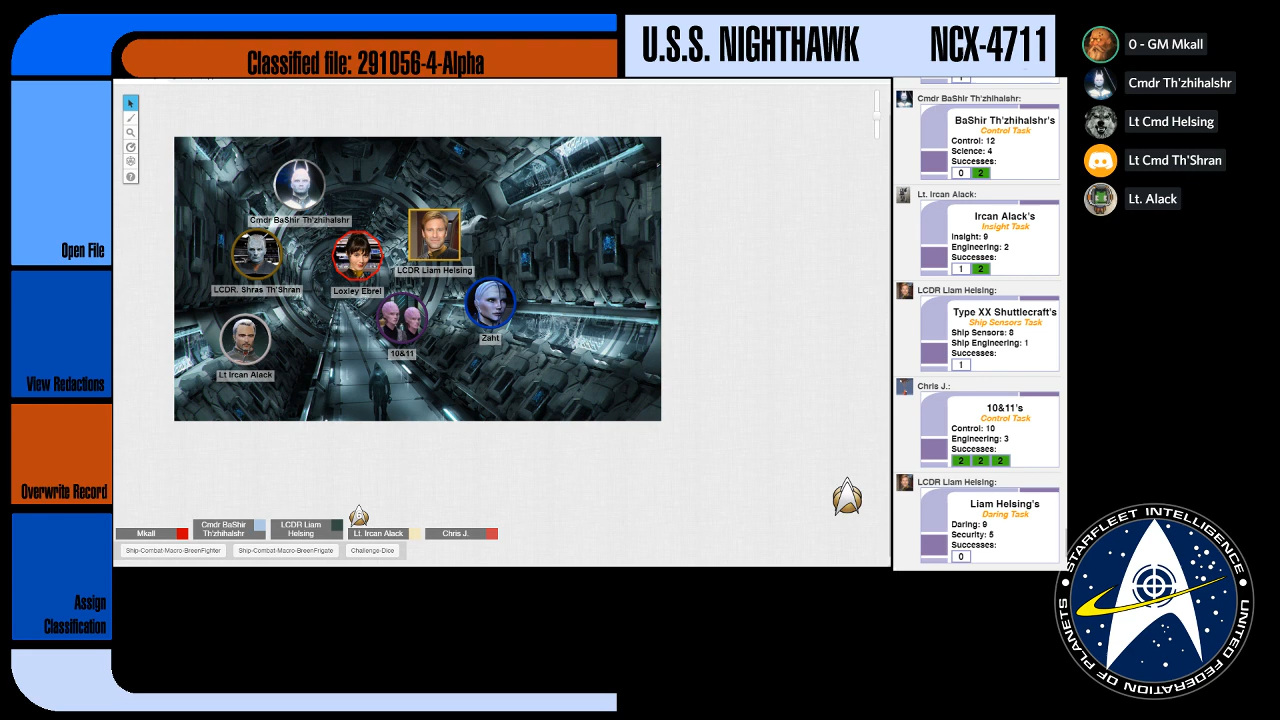 Classified file: 291056-4-Alpha
U.S.S. NIGHTHAWK
NCX-4711
Open File
View Redactions
Overwrite Record
Assign
Classification
Cmdr BaShir Th'zhihalshr
LCDR. Shras Th'Shran
Loxley Ebrel
LCDR Liam Helsing
10&11
Zaht
Lt Ircan Alack
Mkall
Cmdr BaShir
Th'zhihalshr
LCDR Liam
Helsing
Lt. Ircan Alack
Chris J.
Ship-Combat-Macro-BreenFighter
Ship-Combat-Macro-BreenFrigate
Challenge-Dice
1
Cmdr BaShir Th'zhihalshr:
BaShir Th'zhihalshr's
Control Task
Control: 12
Science: 4
Successes:
0 2
Lt. Ircan Alack:
Ircan Alack's
Insight Task
Insight: 9
Engineering: 2
Successes:
1 2
LCDR Liam Helsing:
Type XX Shuttlecraft's
Ship Sensors Task
Ship Sensors: 8
Ship Engineering: 1
Successes:
1
Chris J.:
10&11's
Control Task
Control: 10
Engineering: 3
Successes:
2 2 2
LCDR Liam Helsing:
Liam Helsing's
Daring Task
Daring: 9
Security: 5
Successes:
0
0 - GM Mkall
Cmdr Th'zhihalshr
Lt Cmd Helsing
Lt Cmd Th'Shran
Lt. Alack
STARFLEET INTELLIGENCE
UNITED FEDERATION OF PLANETS